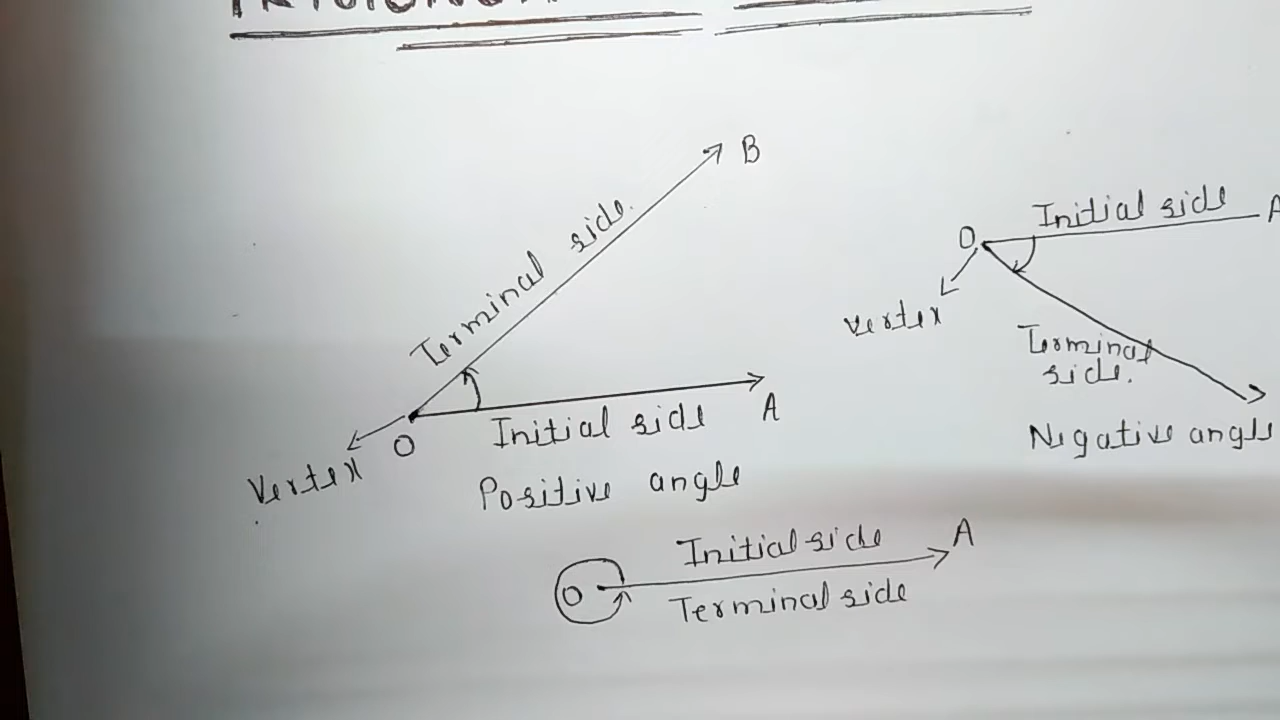 B
Terminal side.
O
Initial side
A
Vertex
Positive angle
O
Initial side
A
Vertex
Terminal
side.
Negative angle
O
Initial side
A
Terminal side